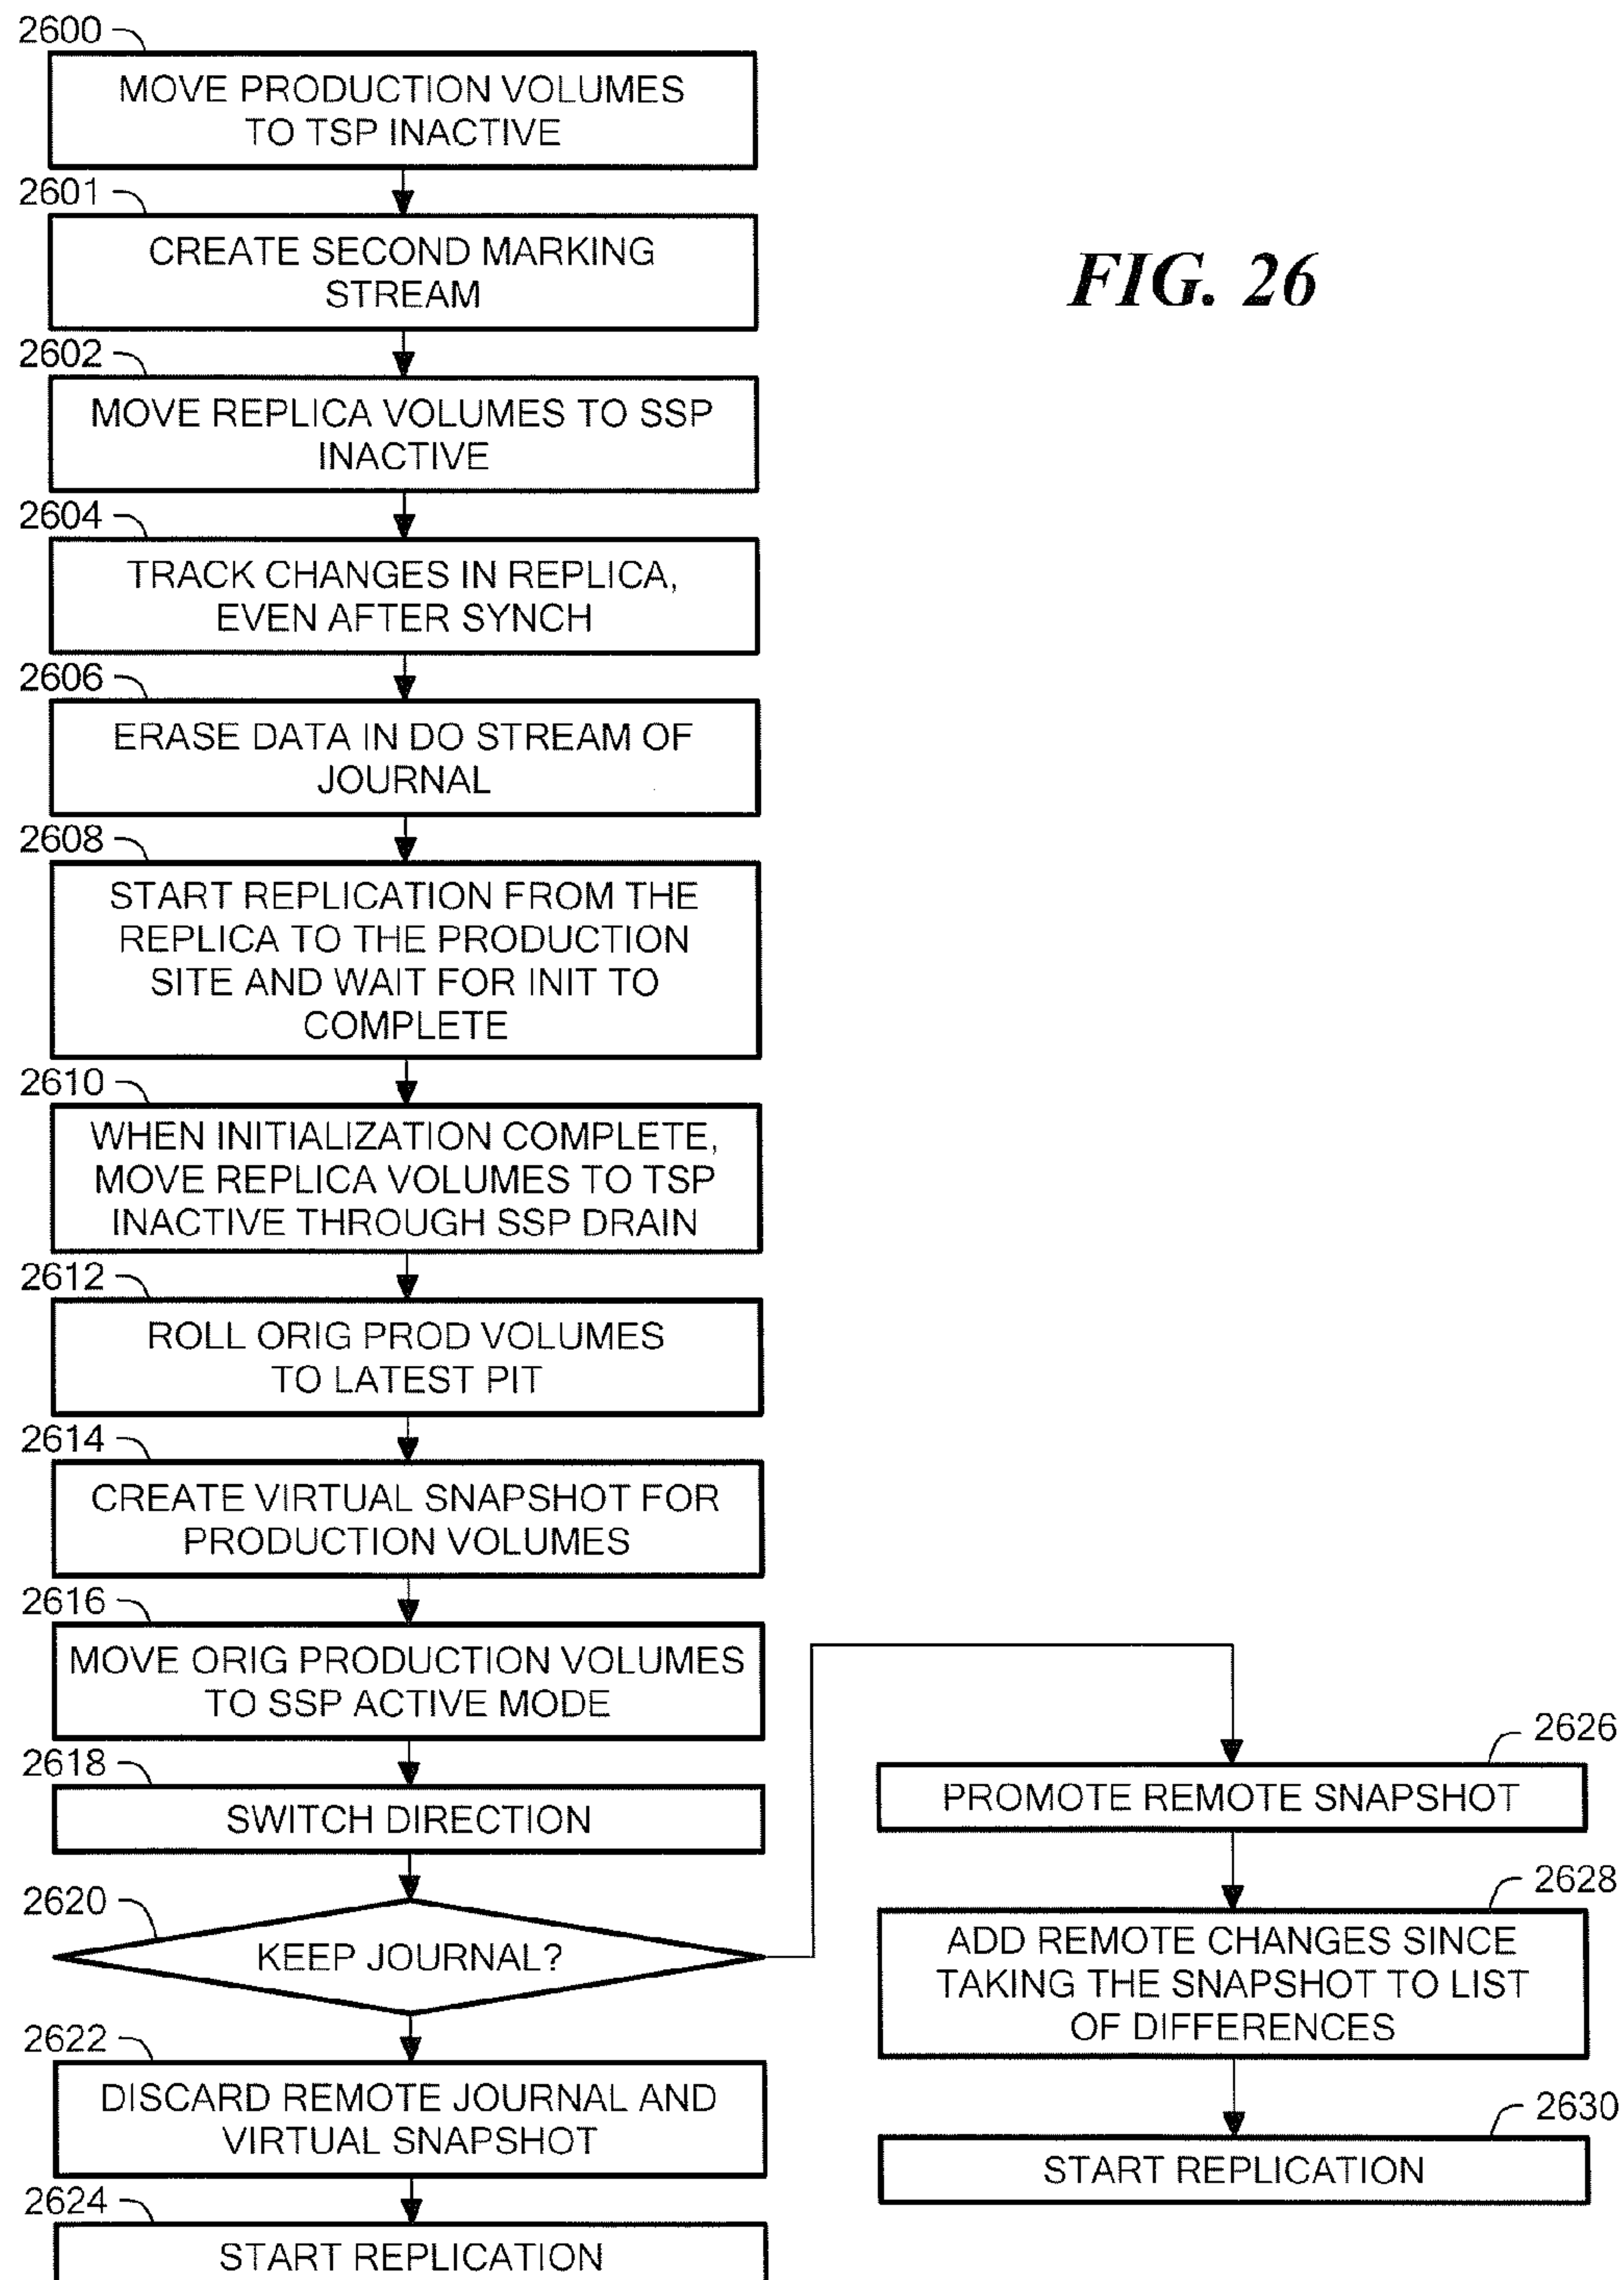 2600
MOVE PRODUCTION VOLUMES
TO TSP INACTIVE
2601
CREATE SECOND MARKING
STREAM
FIG. 26
2602
MOVE REPLICA VOLUMES TO SSP
INACTIVE
2604
TRACK CHANGES IN REPLICA,
EVEN AFTER SYNCH
2606
ERASE DATA IN DO STREAM OF
JOURNAL
2608
START REPLICATION FROM THE
REPLICA TO THE PRODUCTION
SITE AND WAIT FOR INIT TO
COMPLETE
2610
WHEN INITIALIZATION COMPLETE,
MOVE REPLICA VOLUMES TO TSP
INACTIVE THROUGH SSP DRAIN
2612
ROLL ORIG PROD VOLUMES
TO LATEST PIT
2614
CREATE VIRTUAL SNAPSHOT FOR
PRODUCTION VOLUMES
2616
MOVE ORIG PRODUCTION VOLUMES
TO SSP ACTIVE MODE
2618
SWITCH DIRECTION
2620
KEEP JOURNAL?
2622
DISCARD REMOTE JOURNAL AND
VIRTUAL SNAPSHOT
2624
START REPLICATION
2626
PROMOTE REMOTE SNAPSHOT
2628
ADD REMOTE CHANGES SINCE
TAKING THE SNAPSHOT TO LIST
OF DIFFERENCES
2630
START REPLICATION